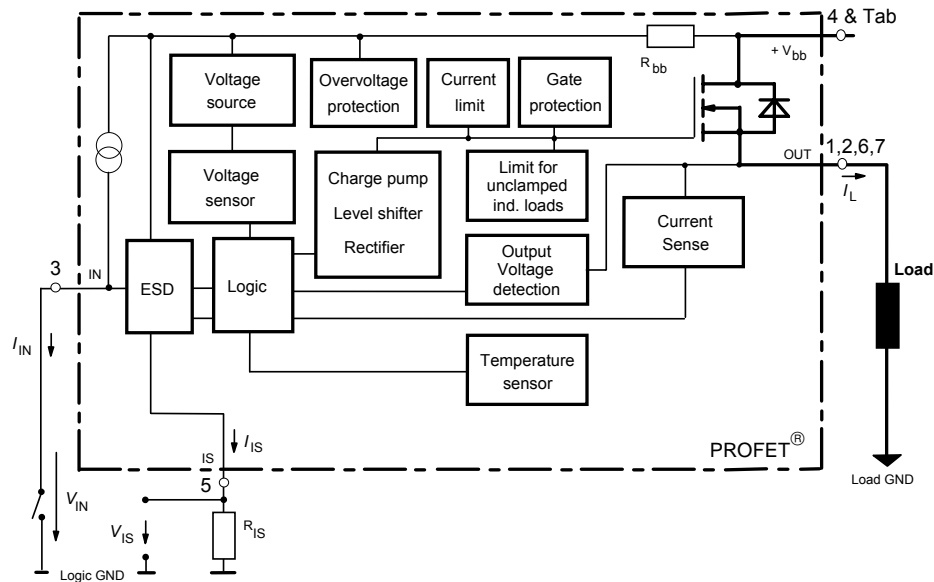 4 & Tab
R bb
+ V bb
Voltage
source
Overvoltage
protection
Current
limit
Gate
protection
Voltage
sensor
Charge pump
Level shifter
Rectifier
Limit for
unclamped
ind. loads
OUT
1,2,6,7
I L
Current
Sense
Output
Voltage
detection
3
IN
ESD
Logic
Load
I IN
Temperature
sensor
I IS
IS
PROFET®
5
Load GND
V IN
V IS
R IS
Logic GND